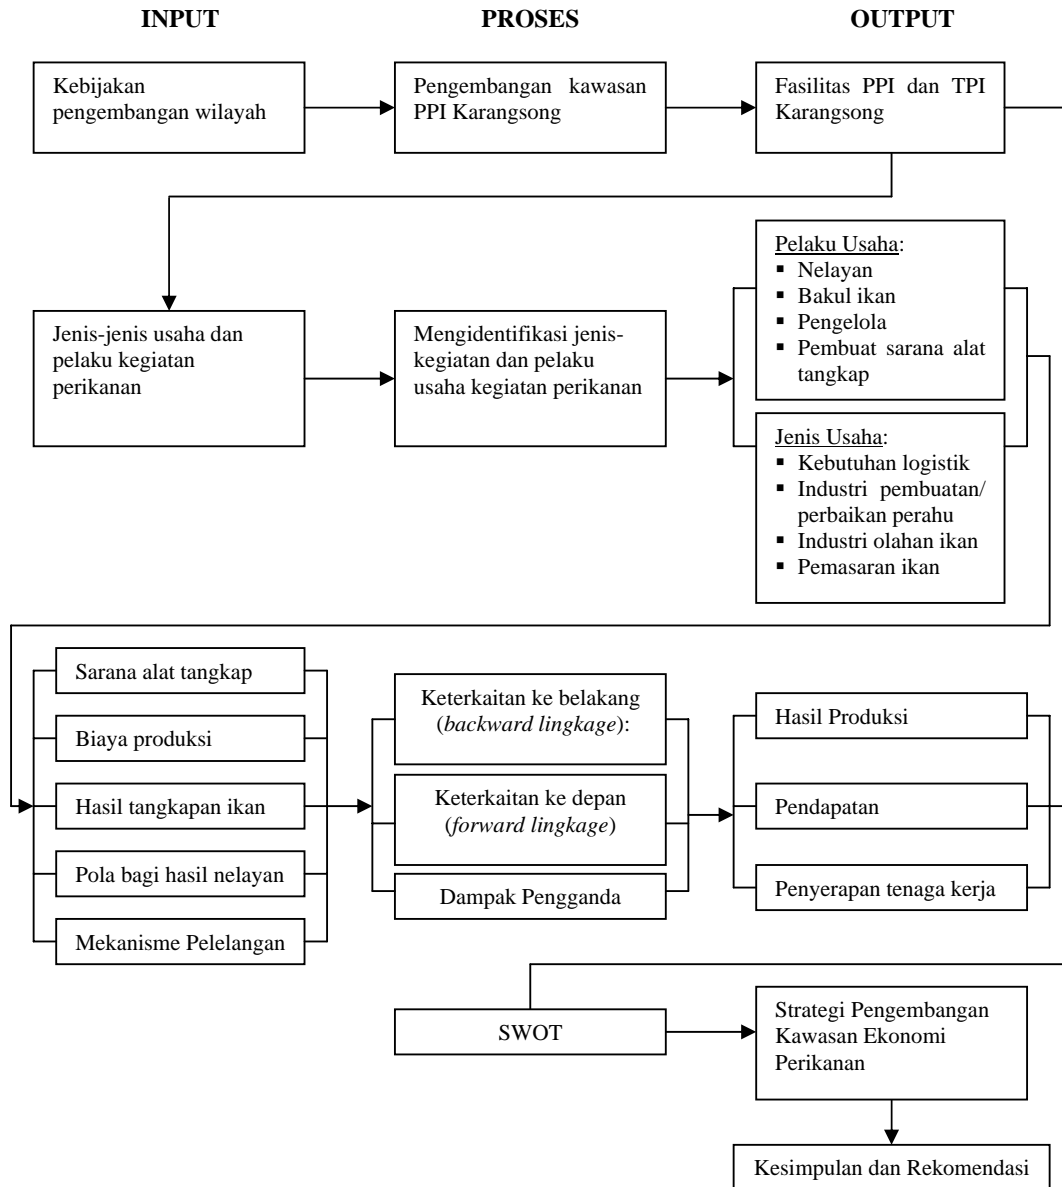 INPUT
PROSES
OUTPUT
Kebijakan
pengembangan wilayah
Pengembangan kawasan
PPI Karangsong
Fasilitas PPI dan TPI
Karangsong
Jenis-jenis usaha dan
pelaku kegiatan
perikanan
Mengidentifikasi jenis-
kegiatan dan pelaku
usaha kegiatan perikanan
Pelaku Usaha:
▪ Nelayan
▪ Bakul ikan
▪ Pengelola
▪ Pembuat sarana alat
tangkap
Jenis Usaha:
▪ Kebutuhan logistik
▪ Industri pembuatan/
perbaikan perahu
▪ Industri olahan ikan
▪ Pemasaran ikan
Sarana alat tangkap
Biaya produksi
Hasil tangkapan ikan
Pola bagi hasil nelayan
Mekanisme Pelelangan
Keterkaitan ke belakang
(backward lingkage):
Keterkaitan ke depan
(forward lingkage)
Dampak Pengganda
Hasil Produksi
Pendapatan
Penyerapan tenaga kerja
SWOT
Strategi Pengembangan
Kawasan Ekonomi
Perikanan
Kesimpulan dan Rekomendasi